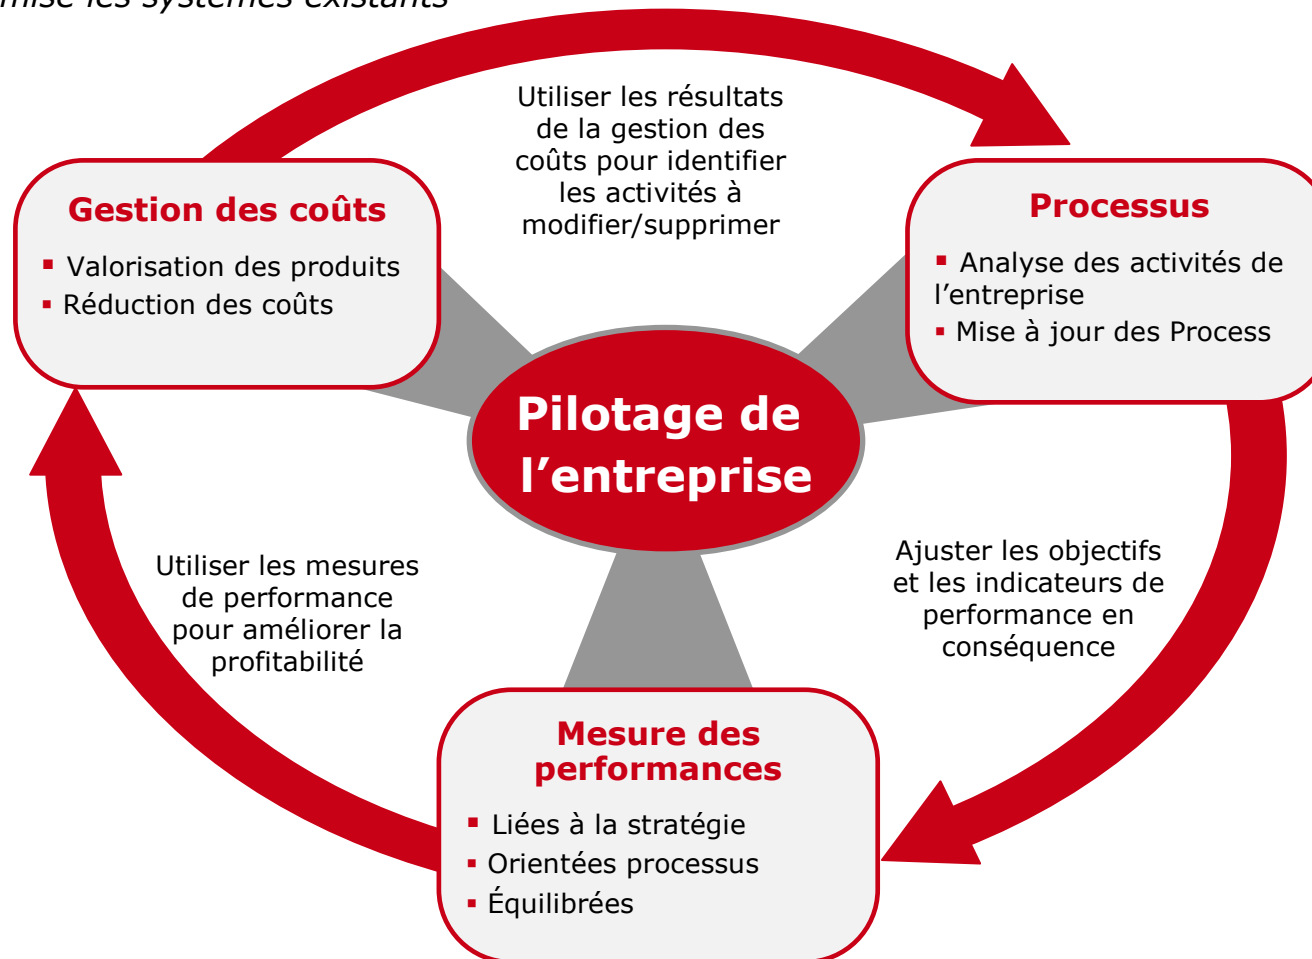 les systèmes existants
Utiliser les résultats
de la gestion des
coûts pour identifier
les activités à
modifier/supprimer
Gestion des coûts
▪ Valorisation des produits
▪ Réduction des coûts
Processus
▪ Analyse des activités de
l’entreprise
▪ Mise à jour des Process
Pilotage de
l’entreprise
Utiliser les mesures
de performance
pour améliorer la
profitabilité
Ajuster les objectifs
et les indicateurs de
performance en
conséquence
Mesure des
performances
▪ Liées à la stratégie
▪ Orientées processus
▪ Équilibrées